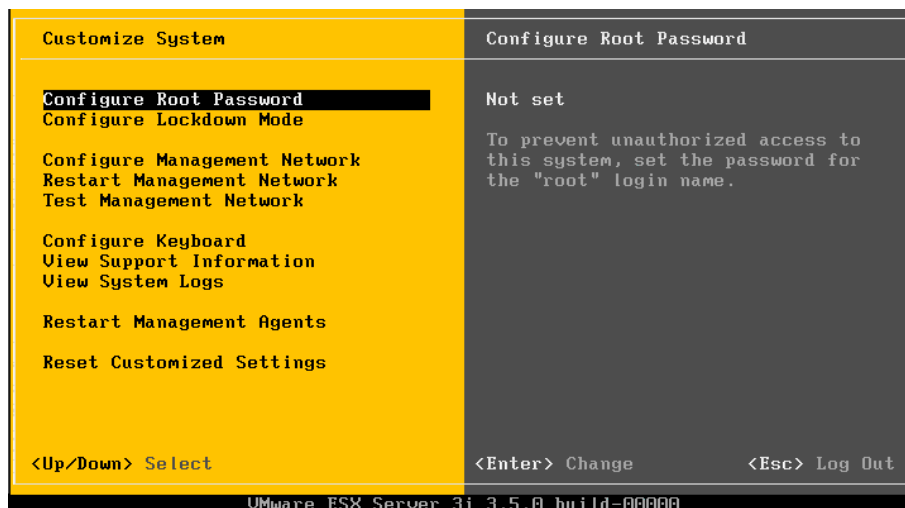 Customize System
Configure Root Password
Configure Root Password
Configure Lockdown Mode
Configure Management Network
Restart Management Network
Test Management Network
Configure Keyboard
View Support Information
View System Logs
Restart Management Agents
Reset Customized Settings
Not set
To prevent unauthorized access to
this system, set the password for
the "root" login name.
<Up/Down> Select
<Enter> Change
<Esc> Log Out
VMware ESX Server 3i 3.5.0 build-00000